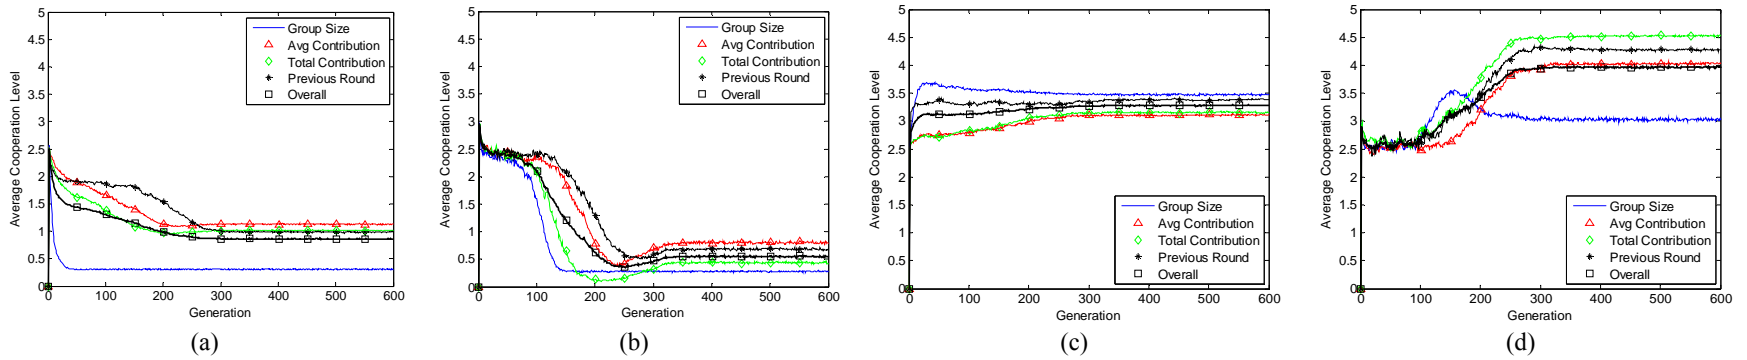 5
4.5
4
3.5
3
2.5
2
1.5
1
0.5
0
Average Cooperation Level
0 100 200 300 400 500 600
Generation
Group Size
Avg Contribution
Total Contribution
Previous Round
Overall
(a)
5
4.5
4
3.5
3
2.5
2
1.5
1
0.5
0
Average Cooperation Level
0 100 200 300 400 500 600
Generation
Group Size
Avg Contribution
Total Contribution
Previous Round
Overall
(b)
5
4.5
4
3.5
3
2.5
2
1.5
1
0.5
0
Average Cooperation Level
0 100 200 300 400 500 600
Generation
Group Size
Avg Contribution
Total Contribution
Previous Round
Overall
(c)
5
4.5
4
3.5
3
2.5
2
1.5
1
0.5
0
Average Cooperation Level
0 100 200 300 400 500 600
Generation
Group Size
Avg Contribution
Total Contribution
Previous Round
Overall
(d)